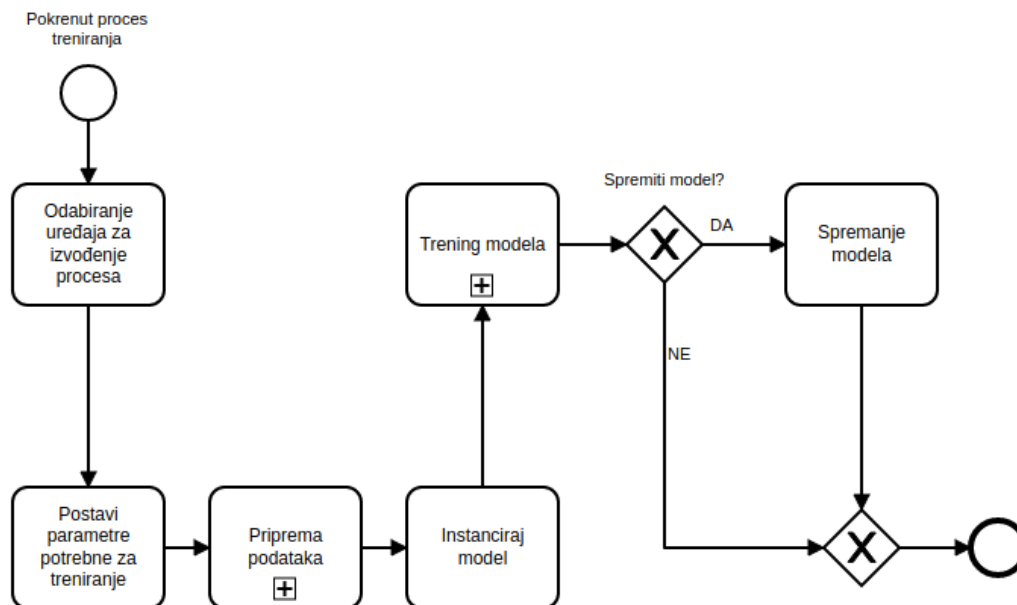 Pokrenut proces
treniranja
Odabiranje
uređaja za
izvođenje
procesa
Postavi
parametre
potrebne za
treniranje
Priprema
podataka
Instanciraj
model
Trening modela
Spremiti model?
DA
NE
Spremanje
modela